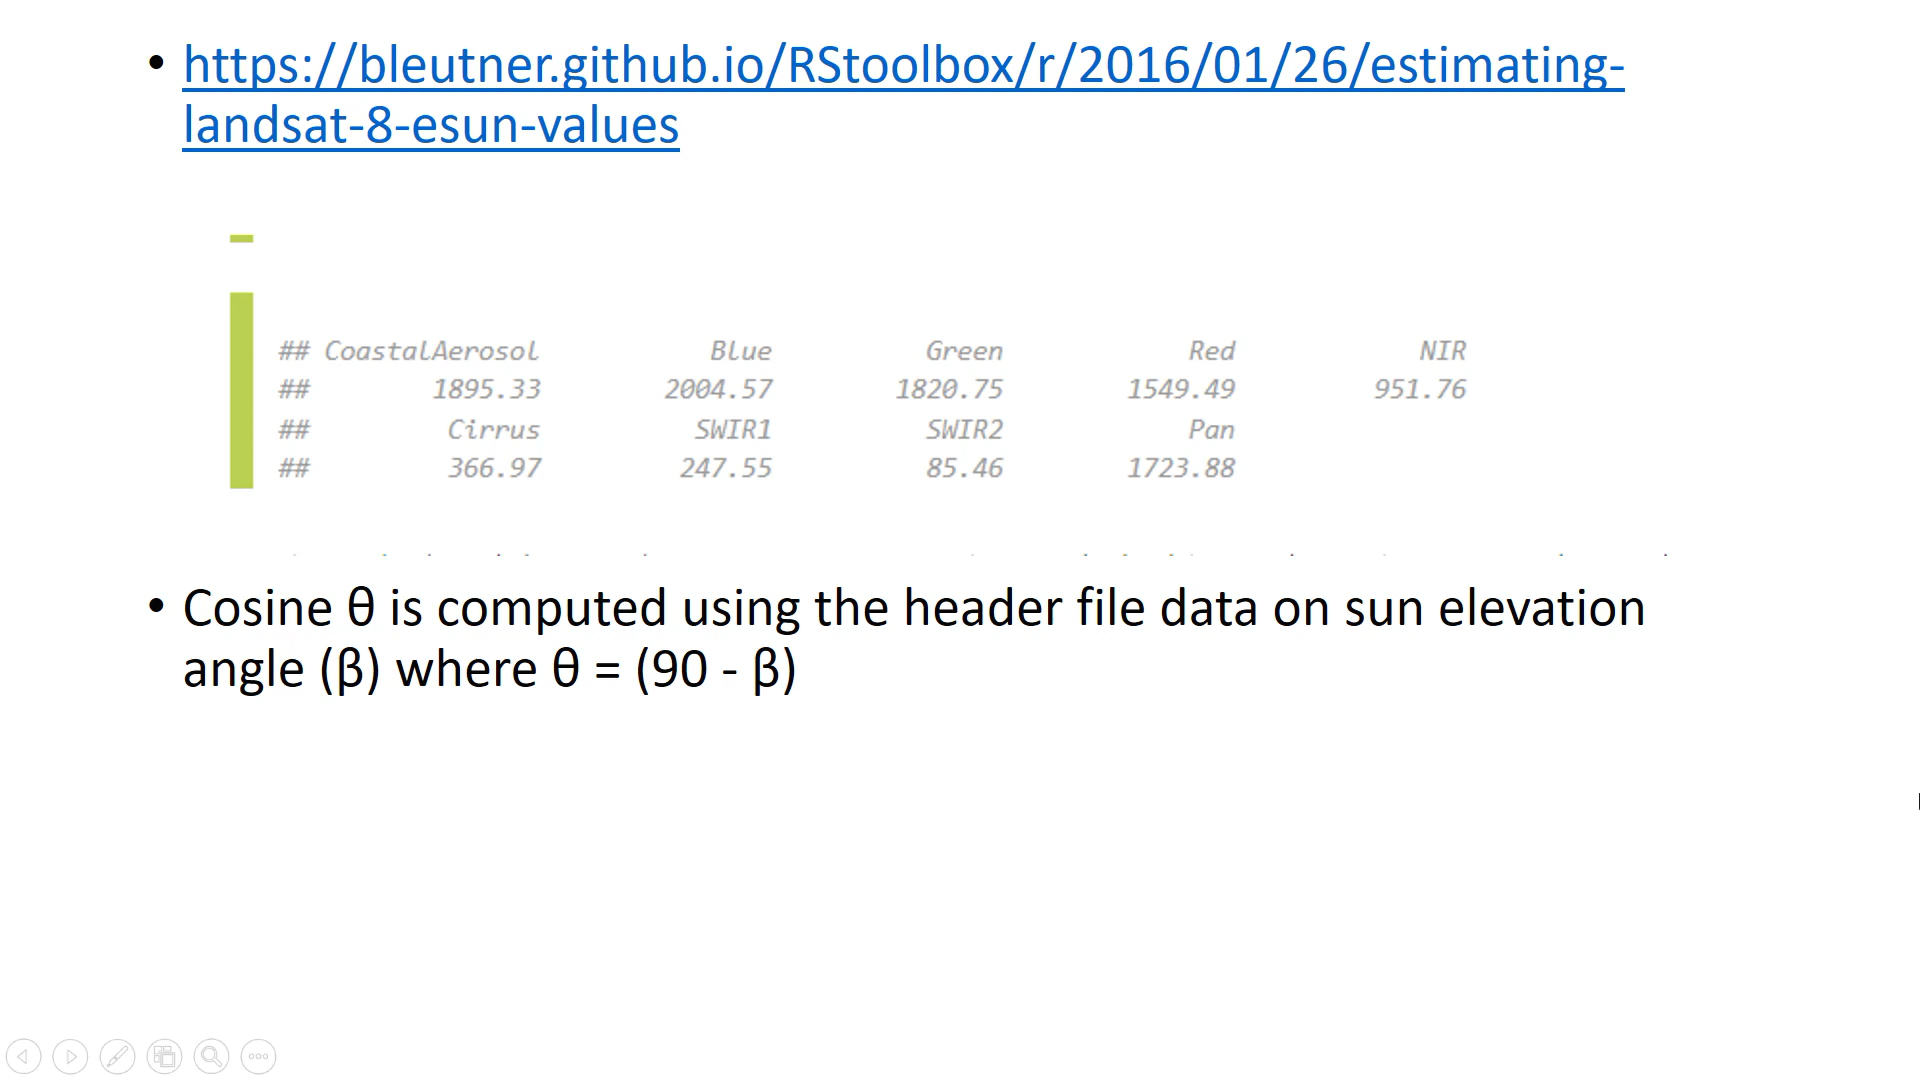 • https://bleutner.github.io/RStoolbox/r/2016/01/26/estimating-
landsat-8-esun-values
## CoastalAerosol Blue Green Red NIR
## 1895.33 2004.57 1820.75 1549.49 951.76
## Cirrus SWIR1 SWIR2 Pan
## 366.97 247.55 85.46 1723.88
• Cosine θ is computed using the header file data on sun elevation
angle (β) where θ = (90 - β)